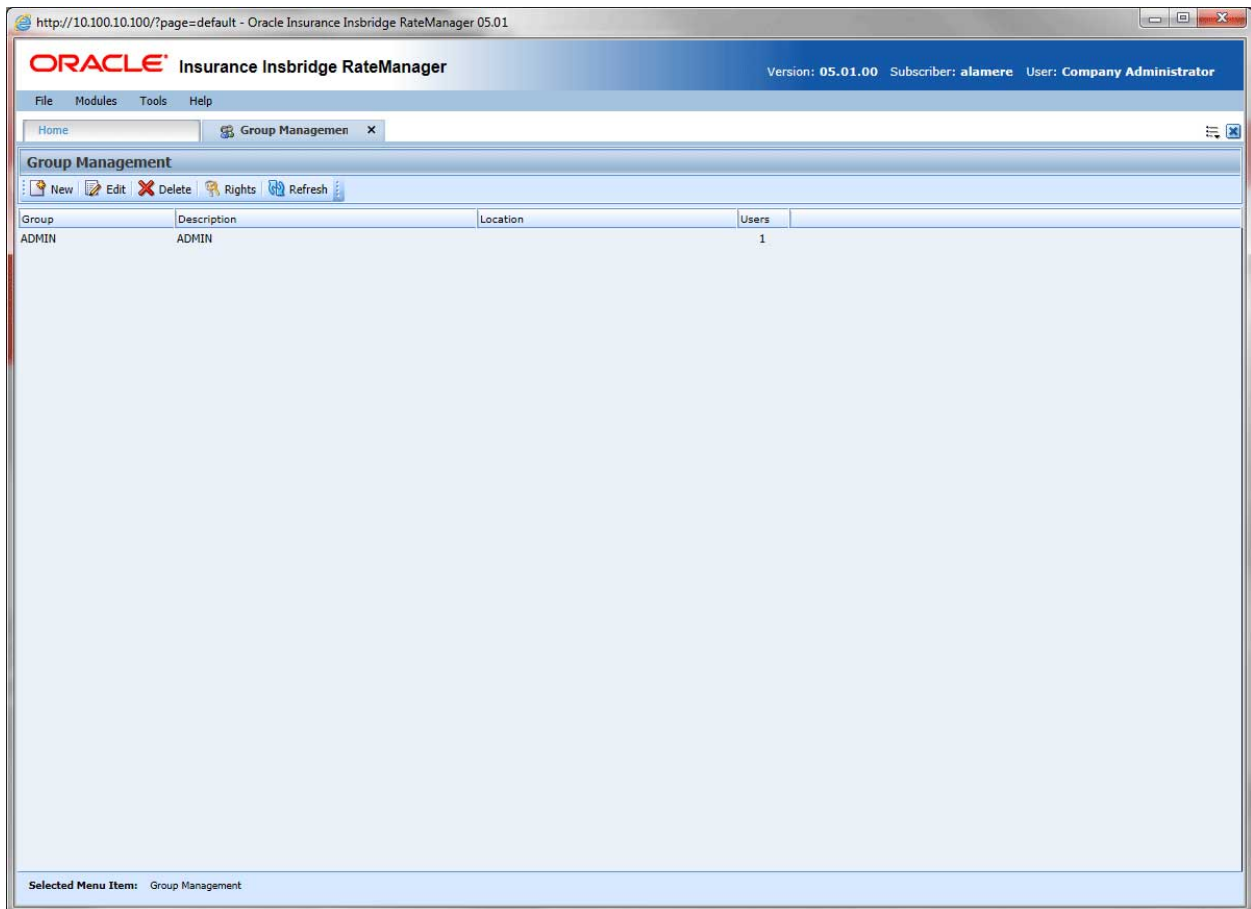 http://10.100.10.100/?page=default - Oracle Insurance Insbridge RateManager 05.01
ORACLE Insurance Insbridge RateManager
Version: 05.01.00 Subscriber: alamere User: Company Administrator
File Modules Tools Help
Home Group Managemen
Group Management
New Edit Delete Rights Refresh
Group Description Location Users
ADMIN ADMIN 1
Selected Menu Item: Group Management